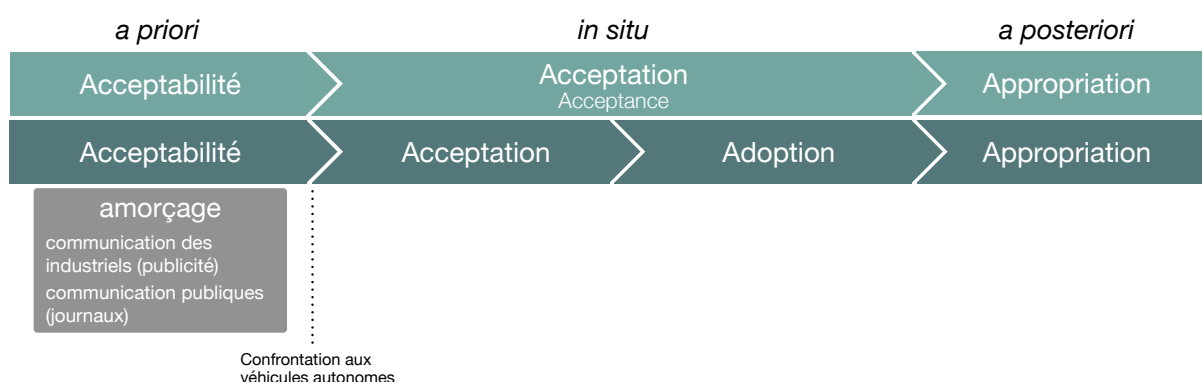 a priori
in situ
a posteriori
Acceptabilité
Acceptation
Acceptance
Appropriation
Acceptabilité
Acceptation
Adoption
Appropriation
amorçage
communication des
industriels (publicité)
communication publiques
(journaux)
Confrontation aux
véhicules autonomes